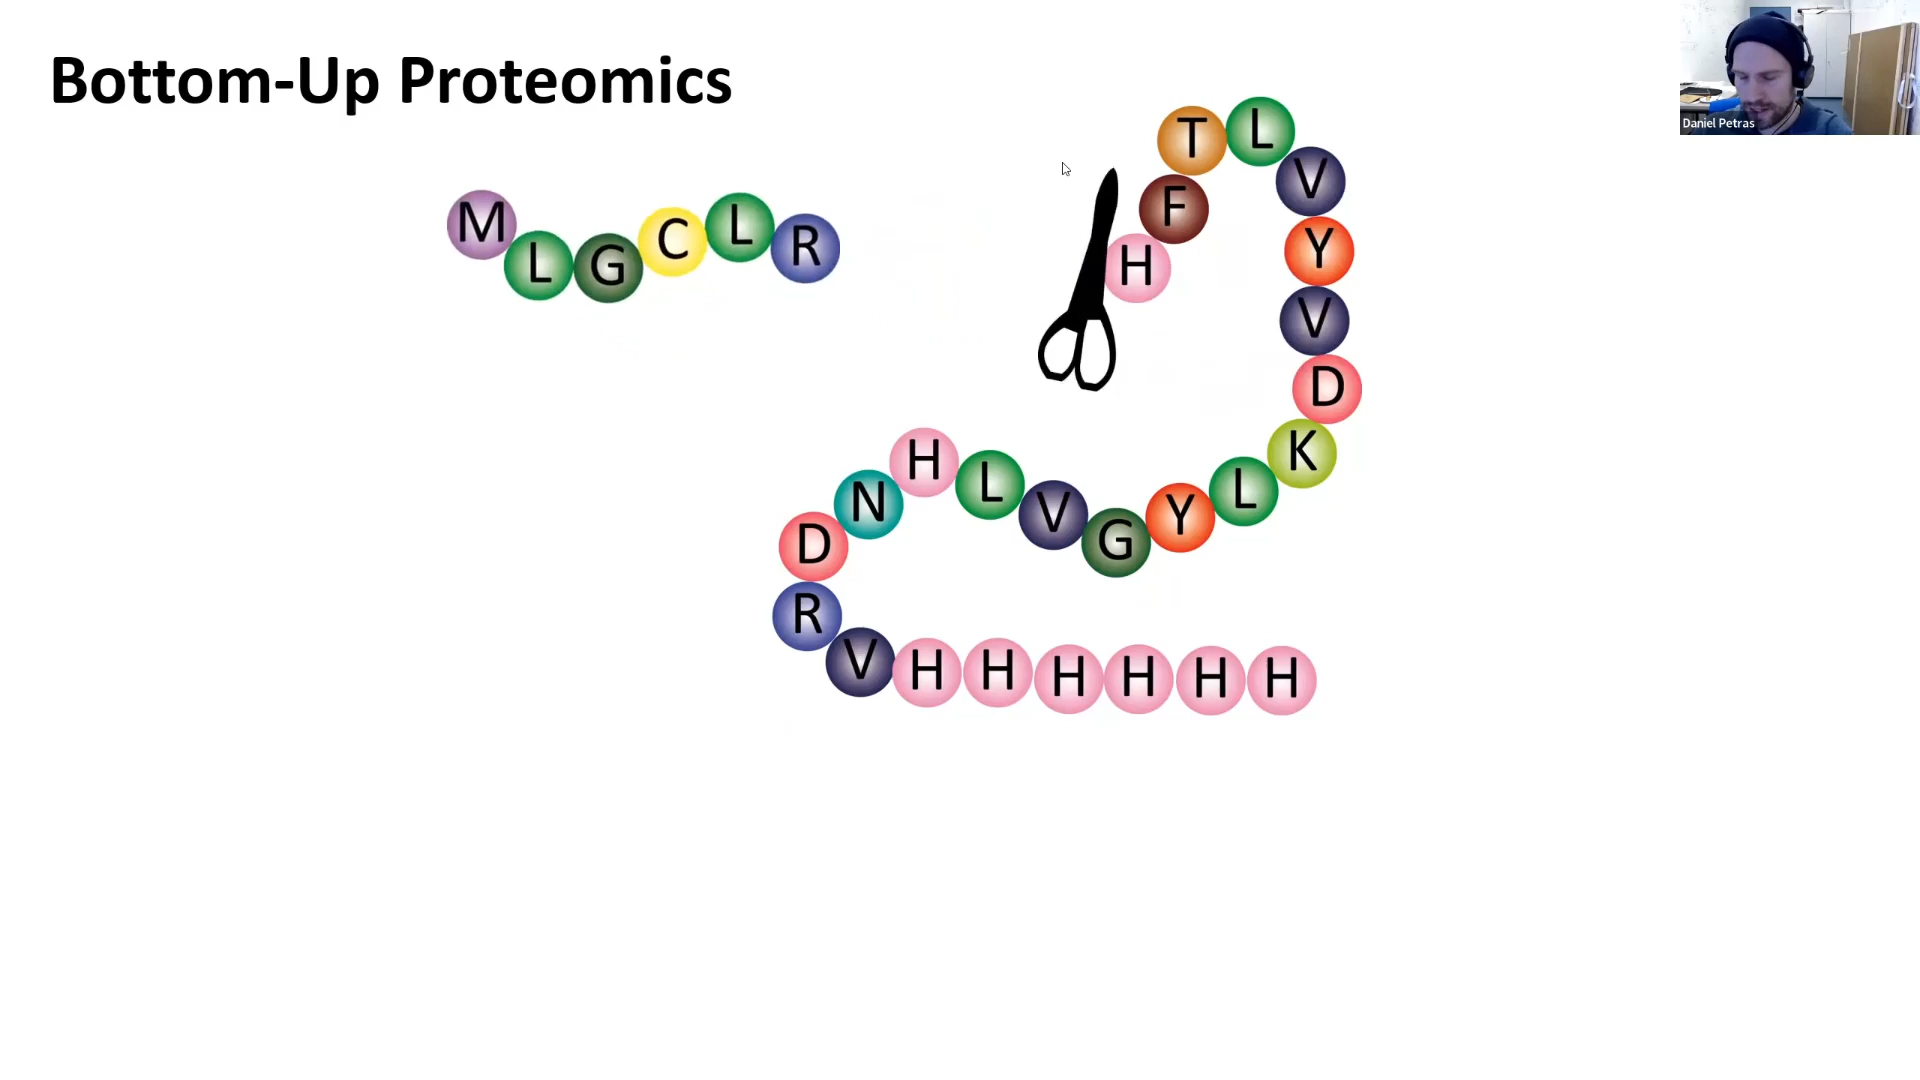 Bottom-Up Proteomics
Daniel Petras
M L G C L R
H F T L V Y V D K L Y G V L H N D R V H H H H H H